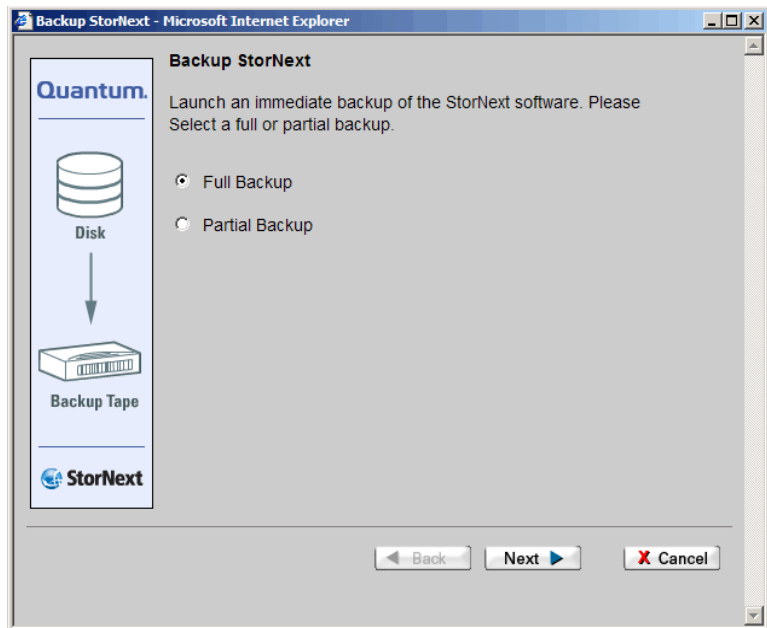 Backup StorNext - Microsoft Internet Explorer
Quantum.
Disk
Backup Tape
StorNext
Backup StorNext
Launch an immediate backup of the StorNext software. Please
Select a full or partial backup.
Full Backup
Partial Backup
Back
Next
Cancel